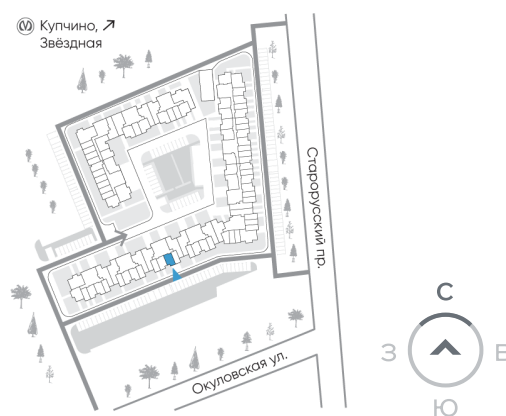 Купчино, ↗
Звёздная
Старорусский пр.
Окуловская ул.
С
З
В
Ю